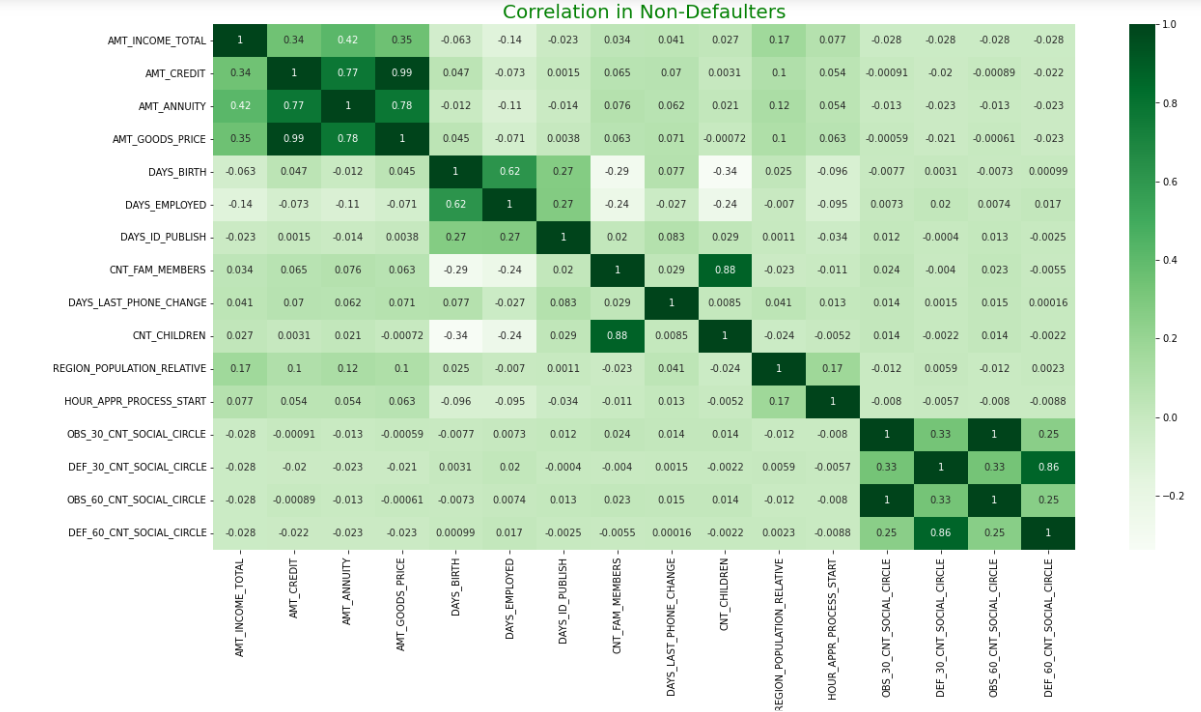 Correlation in Non-Defaulters
AMT_INCOME_TOTAL 1 0.34 0.42 0.35 -0.063 -0.14 -0.023 0.034 0.041 0.027 0.17 0.077 -0.028 -0.028 -0.028 -0.028
AMT_CREDIT 0.34 1 0.77 0.99 0.047 -0.073 0.0015 0.065 0.07 0.0031 0.1 0.054 -0.00091 -0.02 -0.00089 -0.022
AMT_ANNUITY 0.42 0.77 1 0.78 -0.012 -0.11 -0.014 0.076 0.062 0.021 0.12 0.054 -0.013 -0.023 -0.013 -0.023
AMT_GOODS_PRICE 0.35 0.99 0.78 1 0.045 -0.071 0.0038 0.063 0.071 -0.00072 0.1 0.063 -0.00059 -0.021 -0.00061 -0.023
DAYS_BIRTH -0.063 0.047 -0.012 0.045 1 0.62 0.27 -0.29 0.077 -0.34 0.025 -0.096 -0.0077 0.0031 -0.0073 0.00099
DAYS_EMPLOYED -0.14 -0.073 -0.11 -0.071 0.62 1 0.27 -0.24 -0.027 -0.24 -0.007 -0.095 0.0073 0.02 0.0074 0.017
DAYS_ID_PUBLISH -0.023 0.0015 -0.014 0.0038 0.27 0.27 1 0.02 0.083 0.029 0.0011 -0.034 0.012 -0.0004 0.013 -0.0025
CNT_FAM_MEMBERS 0.034 0.065 0.076 0.063 -0.29 -0.24 0.02 1 0.029 0.88 -0.023 -0.011 0.024 -0.004 0.023 -0.0055
DAYS_LAST_PHONE_CHANGE 0.041 0.07 0.062 0.071 0.077 -0.027 0.083 0.029 1 0.0085 0.041 0.013 0.014 0.0015 0.015 0.00016
CNT_CHILDREN 0.027 0.0031 0.021 -0.00072 -0.34 -0.24 0.029 0.88 0.0085 1 -0.024 -0.0052 0.014 -0.0022 0.014 -0.0022
REGION_POPULATION_RELATIVE 0.17 0.1 0.12 0.1 0.025 -0.007 0.0011 -0.023 0.041 -0.024 1 0.17 -0.012 0.0059 -0.012 0.0023
HOUR_APPR_PROCESS_START 0.077 0.054 0.054 0.063 -0.096 -0.095 -0.034 -0.011 0.013 -0.0052 0.17 1 -0.008 -0.0057 -0.008 -0.0088
OBS_30_CNT_SOCIAL_CIRCLE -0.028 -0.00091 -0.013 -0.00059 -0.0077 0.0073 0.012 0.024 0.014 0.014 -0.012 -0.008 1 0.33 1 0.25
DEF_30_CNT_SOCIAL_CIRCLE -0.028 -0.02 -0.023 -0.021 0.0031 0.02 -0.0004 -0.004 0.0015 -0.0022 0.0059 -0.0057 0.33 1 0.33 0.86
OBS_60_CNT_SOCIAL_CIRCLE -0.028 -0.00089 -0.013 -0.00061 -0.0073 0.0074 0.013 0.023 0.015 0.014 -0.012 -0.008 1 0.33 1 0.25
DEF_60_CNT_SOCIAL_CIRCLE -0.028 -0.022 -0.023 -0.023 0.00099 0.017 -0.0025 -0.0055 0.00016 -0.0022 0.0023 -0.0088 0.25 0.86 0.25 1
AMT_INCOME_TOTAL
AMT_CREDIT
AMT_ANNUITY
AMT_GOODS_PRICE
DAYS_BIRTH
DAYS_EMPLOYED
DAYS_ID_PUBLISH
CNT_FAM_MEMBERS
DAYS_LAST_PHONE_CHANGE
CNT_CHILDREN
REGION_POPULATION_RELATIVE
HOUR_APPR_PROCESS_START
OBS_30_CNT_SOCIAL_CIRCLE
DEF_30_CNT_SOCIAL_CIRCLE
OBS_60_CNT_SOCIAL_CIRCLE
DEF_60_CNT_SOCIAL_CIRCLE
1.0
0.8
0.6
0.4
0.2
0.0
−0.2